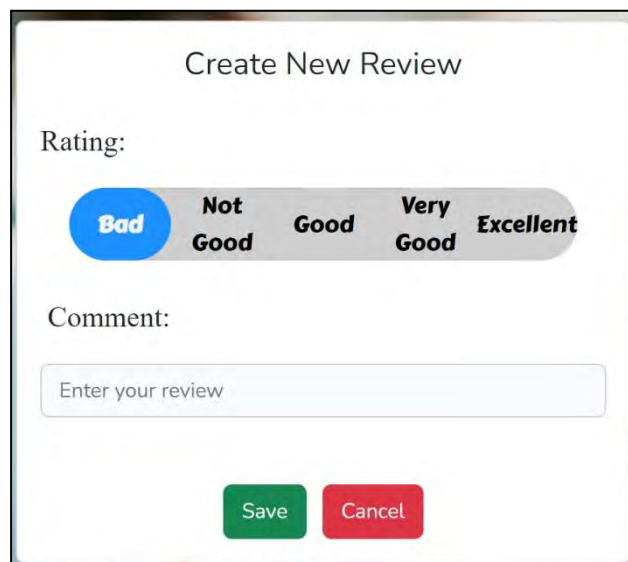 Create New Review
Rating:
Bad
Not
Good
Good
Very
Good
Excellent
Comment:
Enter your review
Save
Cancel